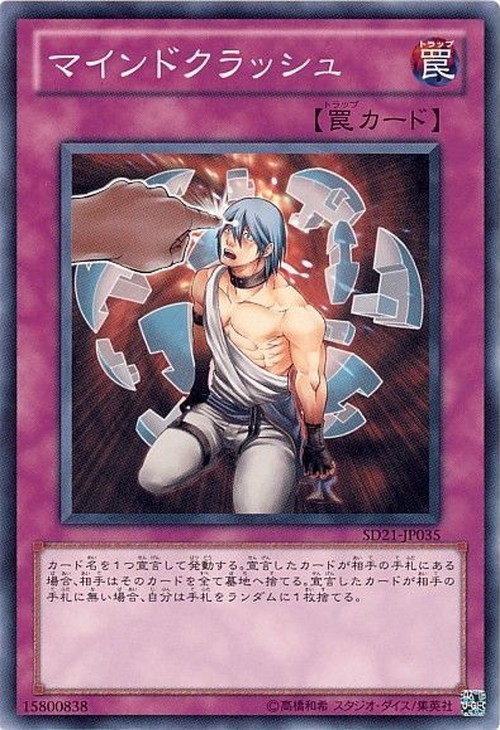 マインドクラッシュ
トラップ
罠
トラップ
【罠カード】
SD21-JP035
カード名を1つ宣言して発動する。宣言したカードが相手の手札にある
場合、相手はそのカードを全て墓地へ捨てる。宣言したカードが相手の
手札に無い場合、自分は手札をランダムに1枚捨てる。
15800838
©高橋和希 スタジオ・ダイス/集英社